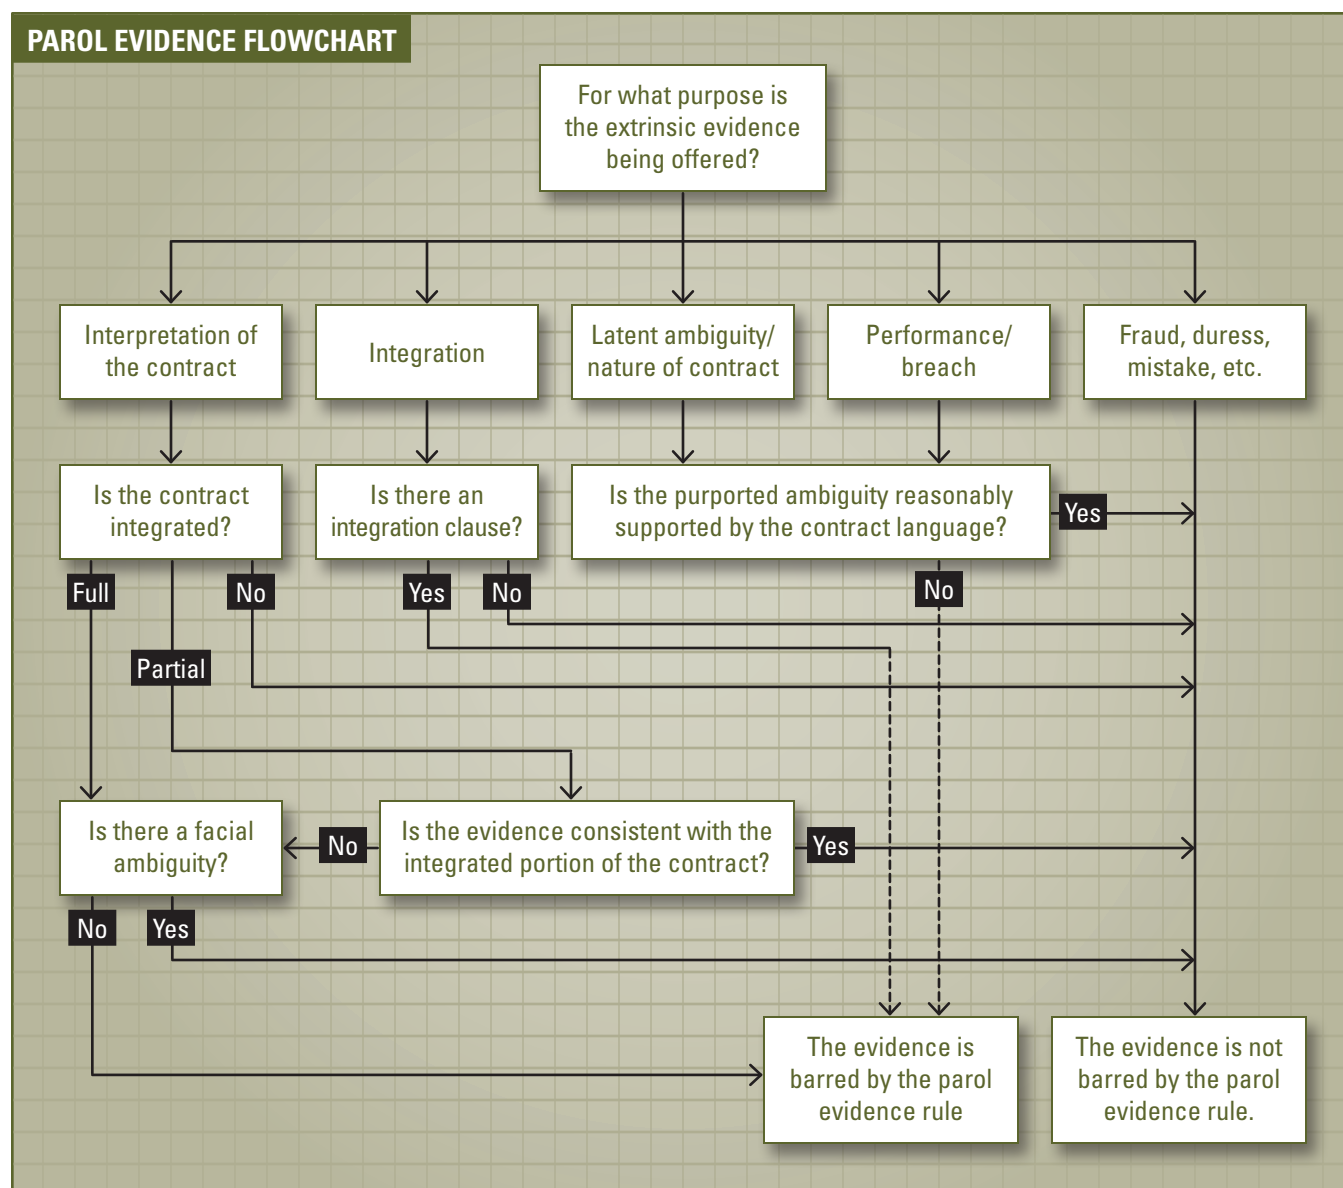 PAROL EVIDENCE FLOWCHART
For what purpose is
the extrinsic evidence
being offered?
Interpretation of
the contract
Integration
Latent ambiguity/
nature of contract
Performance/
breach
Fraud, duress,
mistake, etc.
Is the contract
integrated?
Is there an
integration clause?
Is the purported ambiguity reasonably
supported by the contract language?
Yes
Full
No
Yes
No
No
Partial
Is there a facial
ambiguity?
No
Is the evidence consistent with the
integrated portion of the contract?
Yes
No
Yes
The evidence is
barred by the parol
evidence rule
The evidence is not
barred by the parol
evidence rule.